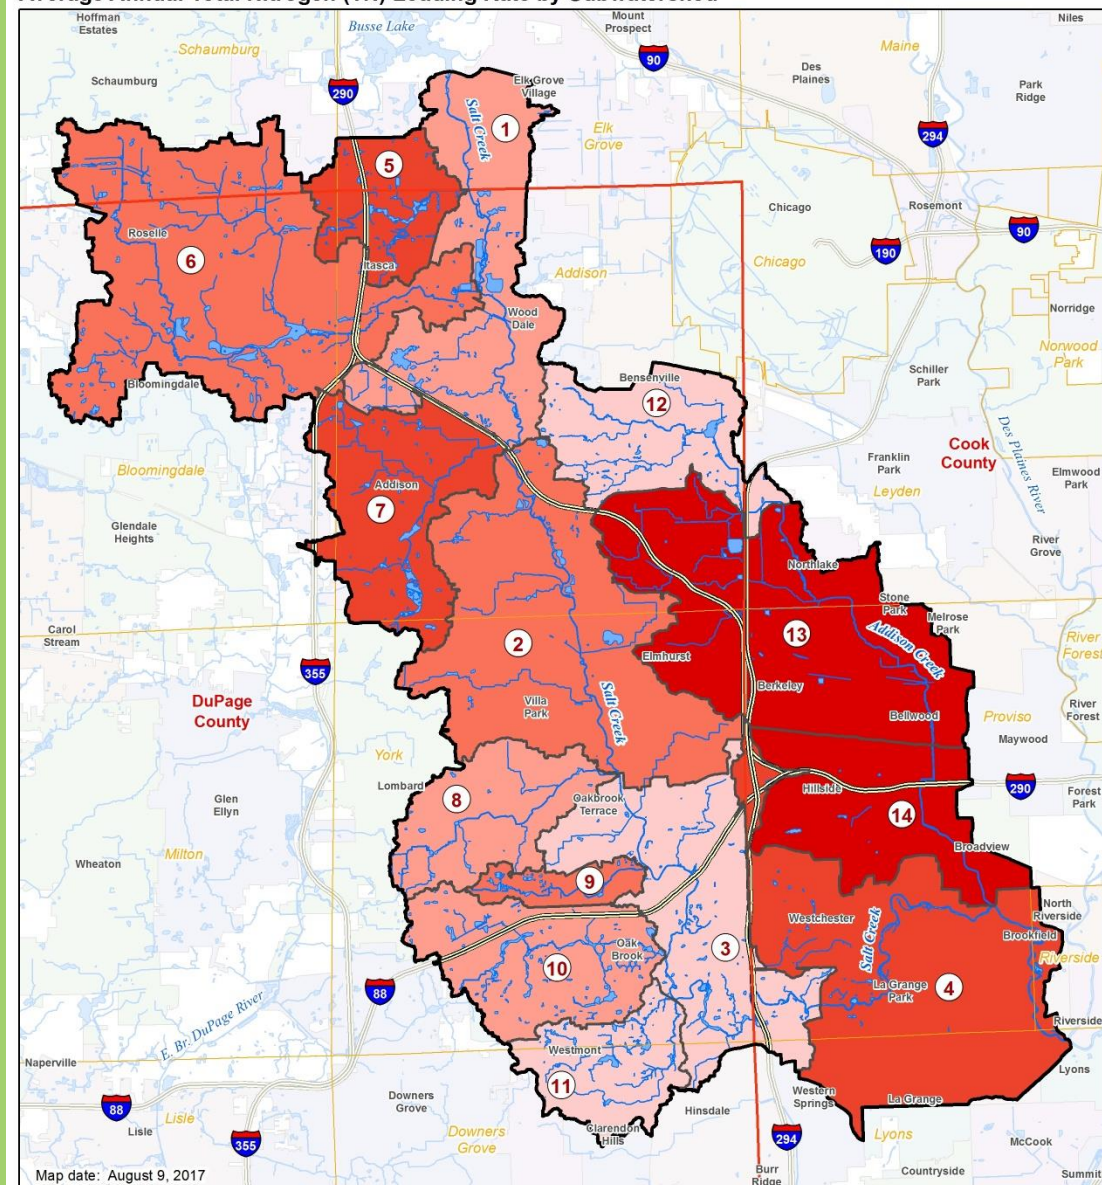 Average Annual Total Nitrogen (TN) Loading Rate by Subwatershed
Hoffman
Estates
Busse Lake
Mount
Prospect
Niles
Schaumburg
Maine
Schaumburg
90
Des
Plaines
Park
Ridge
290
Elk Grove
Village
1
Salt Creek
Elk
Grove
294
5
Chicago
Rosemont
Roselle
6
Itasca
190
90
Addison
Chicago
Wood
Dale
Norridge
Norwood
Park
Bloomingdale
Bensenville
12
Schiller
Park
Des Plaines River
Cook
County
Bloomingdale
Addison
7
Franklin
Park
Leyden
Elmwood
Park
Glendale
Heights
River
Grove
Northlake
Stone
Park
Melrose
Park
Carol
Stream
2
13
Addison Creek
River
Forest
355
Elmhurst
Berkeley
DuPage
County
Villa
Park
Salt Creek
Bellwood
Proviso
River
Forest
Maywood
York
Lombard
8
Oakbrook
Terrace
Hillside
290
Forest
Park
Glen
Ellyn
14
Wheaton
Milton
Broadview
9
Westchester
Salt Creek
North
Riverside
Brookfield
Riverside
10
Oak
Brook
3
La Grange
Park
4
88
E. Br. DuPage River
Riverside
Naperville
Westmont
Lyons
11
Western
Springs
La Grange
88
Lisle
Downers
Grove
Hinsdale
Lisle
355
Downers
Grove
Clarendon
Hills
294
Lyons
McCook
Burr
Ridge
Countryside
Summit
Map date: August 9, 2017